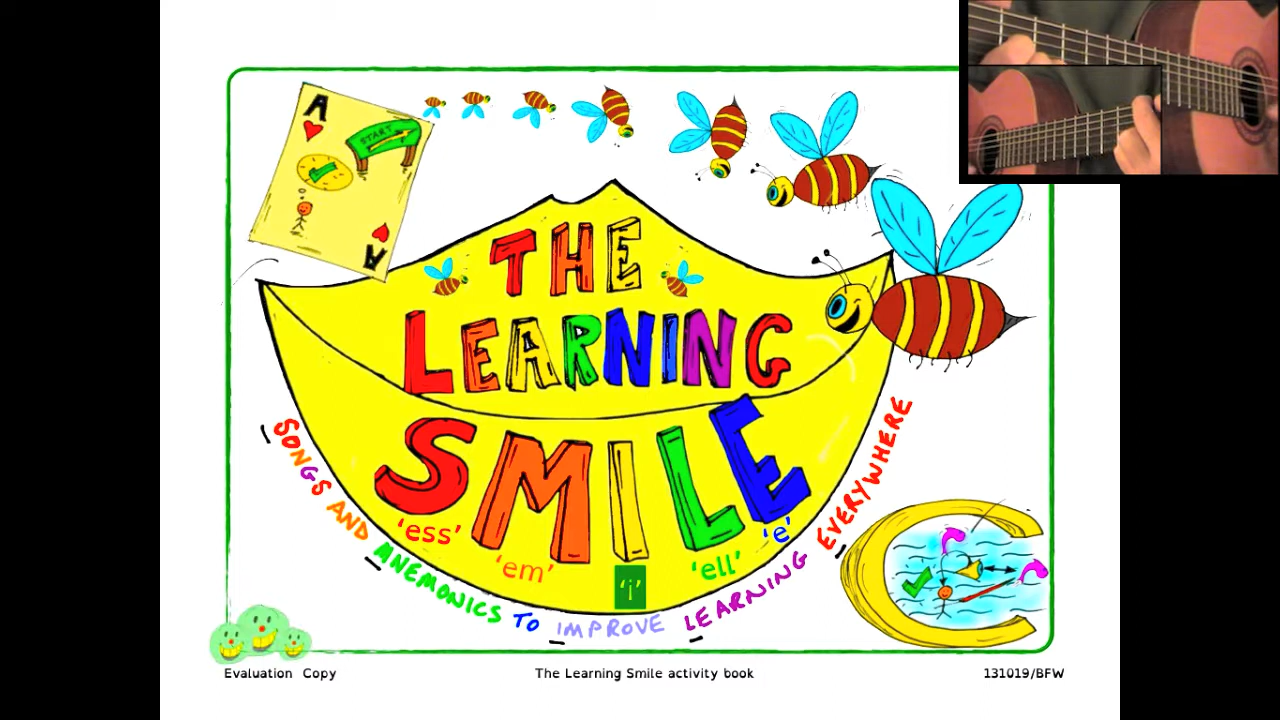 A
START
A
THE
LEARNING
SMILE
'ess'
'em'
'i'
'ell'
'e'
SONGS AND MNEMONICS TO IMPROVE LEARNING EVERYWHERE
Evaluation Copy
The Learning Smile activity book
131019/BFW